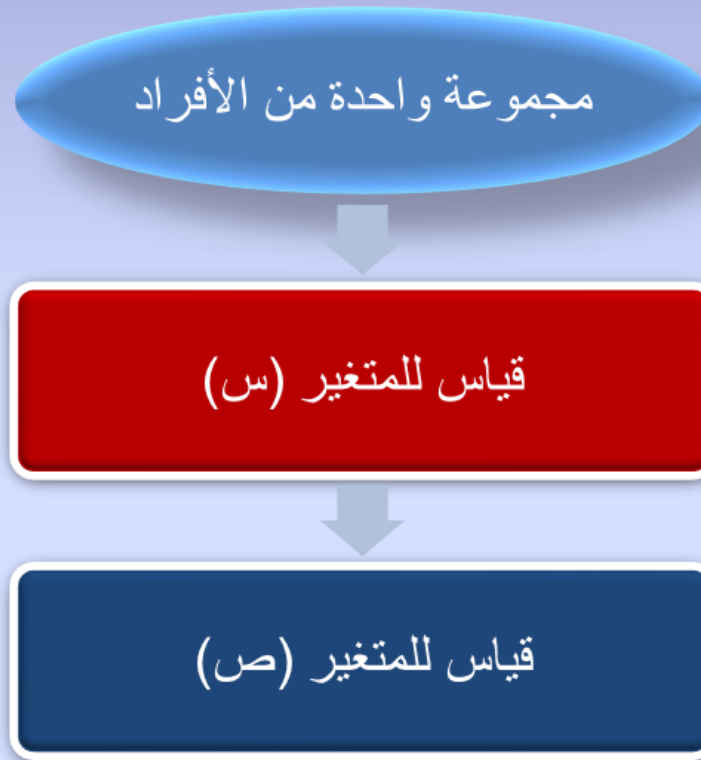 مجموعة واحدة من الأفراد
قياس للمتغير (س)
قياس للمتغير (ص)